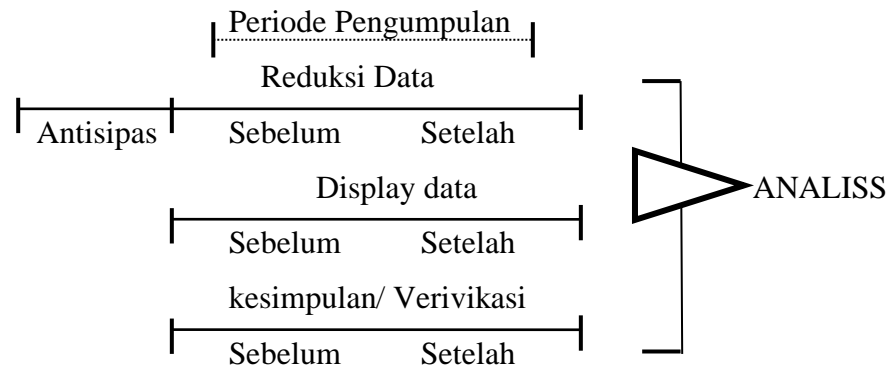 Periode Pengumpulan
Reduksi Data
Antisipas Sebelum Setelah
Display data
ANALISS
Sebelum Setelah
kesimpulan/ Verivikasi
Sebelum Setelah